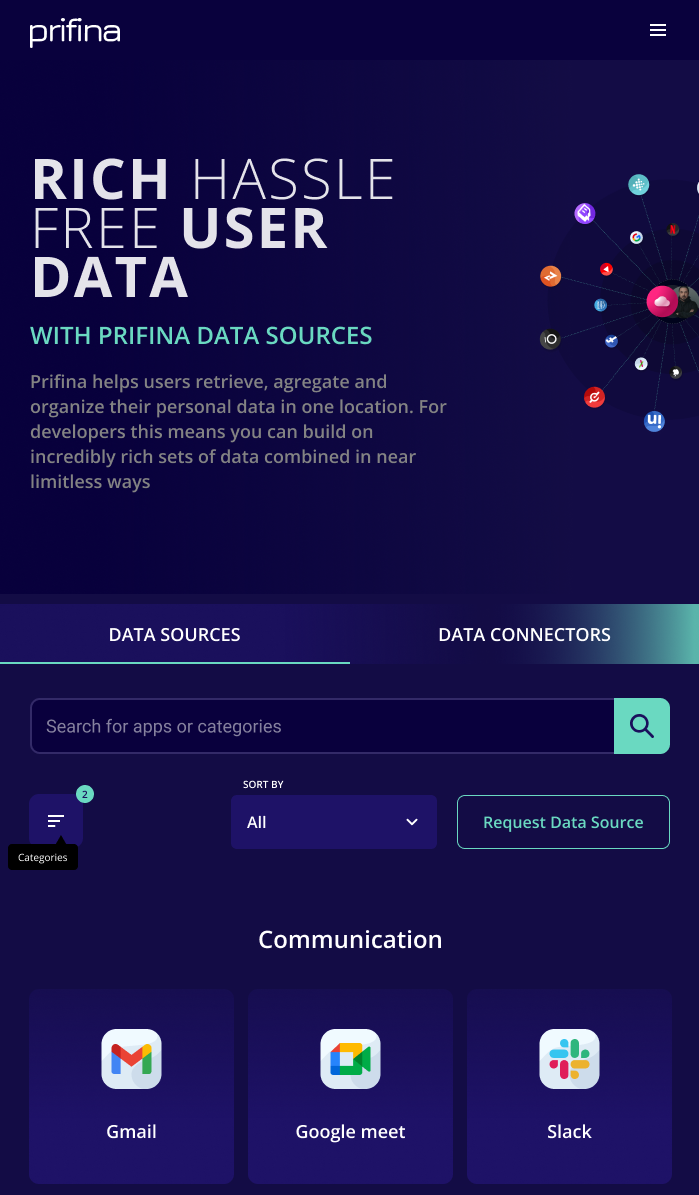 prifina
RICH HASSLE
FREE USER
DATA
WITH PRIFINA DATA SOURCES
Prifina helps users retrieve, agregate and
organize their personal data in one location. For
developers this means you can build on
incredibly rich sets of data combined in near
limitless ways
DATA SOURCES
DATA CONNECTORS
Search for apps or categories
2
SORT BY
All
Request Data Source
Categories
Communication
Gmail
Google meet
Slack